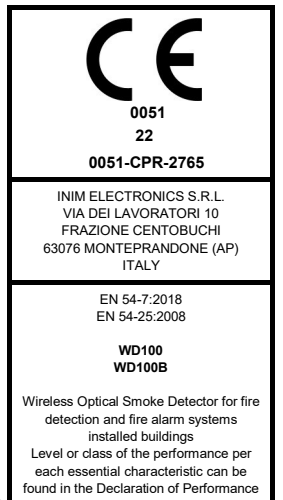 CE
0051
22
0051-CPR-2765
INIM ELECTRONICS S.R.L.
VIA DEI LAVORATORI 10
FRAZIONE CENTOBUCHI
63076 MONTEPRANDONE (AP)
ITALY
EN 54-7:2018
EN 54-25:2008
WD100
WD100B
Wireless Optical Smoke Detector for fire
detection and fire alarm systems
installed buildings
Level or class of the performance per
each essential characteristic can be
found in the Declaration of Performance